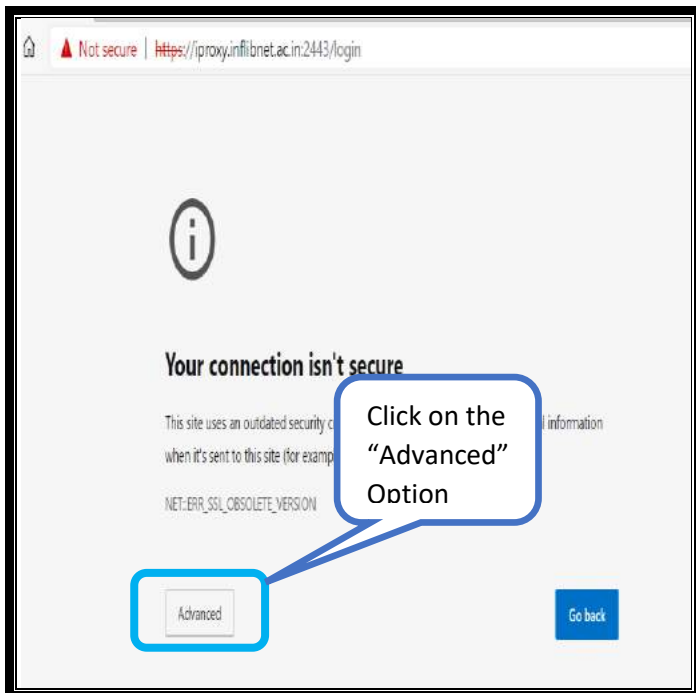 Not secure | https://iproxy.inflibnet.ac.in:2443/login
Your connection isn't secure
This site uses an outdated security c
l information
when it's sent to this site (for examp
NET::ERR_SSL_OBSOLETE_VERSION
Click on the
“Advanced”
Option
Advanced
Go back